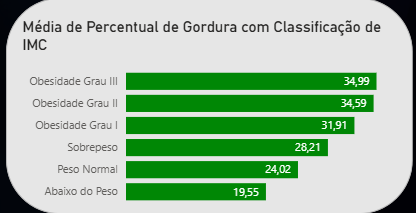 Média de Percentual de Gordura com Classificação de
IMC
Obesidade Grau III 34,99
Obesidade Grau II 34,59
Obesidade Grau I 31,91
Sobrepeso 28,21
Peso Normal 24,02
Abaixo do Peso 19,55